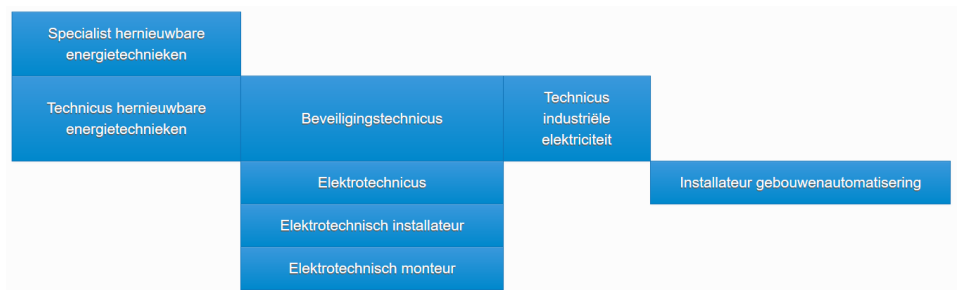 Specialist hernieuwbare
energietechnieken
Technicus hernieuwbare
energietechnieken
Beveiligingstechnicus
Technicus
industriële
elektriciteit
Elektrotechnicus
Installateur gebouwenautomatisering
Elektrotechnisch installateur
Elektrotechnisch monteur